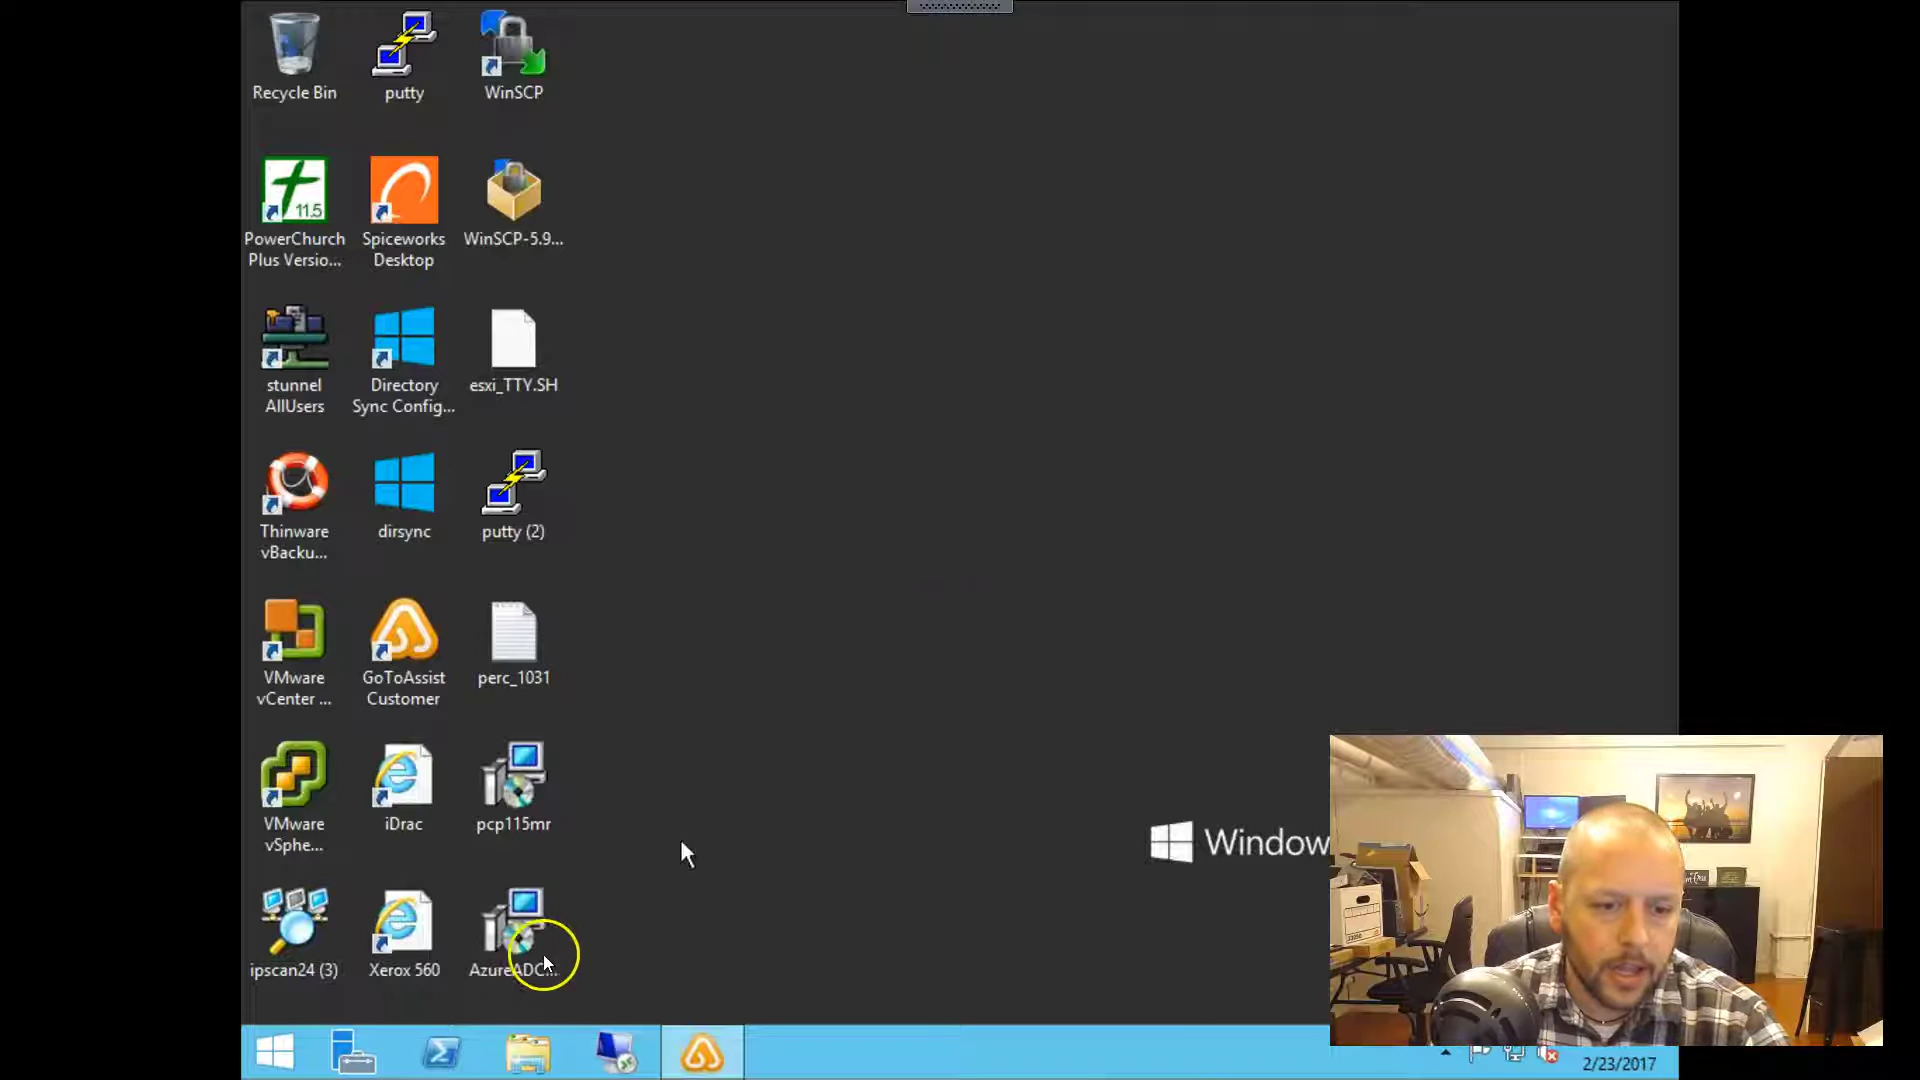 Recycle Bin
putty
WinSCP
11.5
PowerChurch
Plus Versio...
Spiceworks
Desktop
WinSCP-5.9...
stunnel
AllUsers
Directory
Sync Config...
esxi_TTY.SH
Thinware
vBacku...
dirsync
putty (2)
VMware
vCenter ...
GoToAssist
Customer
perc_1031
VMware
vSphe...
iDrac
pcp115mr
Window
ipscan24 (3)
Xerox 560
AzureADC...
2/23/2017